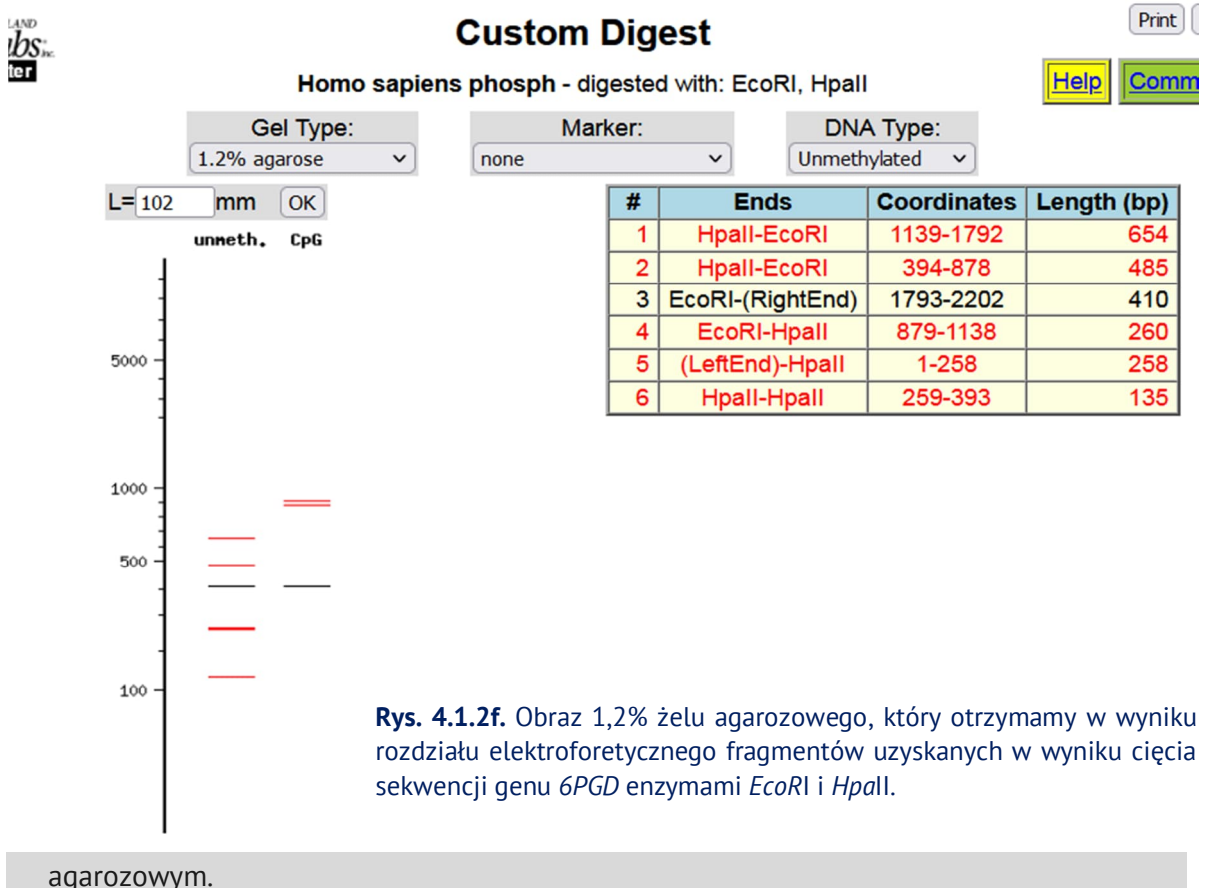 Custom Digest
Print
Homo sapiens phosph - digested with: EcoRI, HpaII
Help
Gel Type:
Marker:
DNA Type:
1.2% agarose
none
Unmethylated
L= 102 mm OK
# Ends Coordinates Length (bp)
1 HpaII-EcoRI 1139-1792 654
2 HpaII-EcoRI 394-878 485
3 EcoRI-(RightEnd) 1793-2202 410
4 EcoRI-HpaII 879-1138 260
5 (LeftEnd)-HpaII 1-258 258
6 HpaII-HpaII 259-393 135
unmeth. CpG
5000
1000
500
100
Rys. 4.1.2f. Obraz 1,2% żelu agarozowego, który otrzymamy w wyniku
rozdziału elektroforetycznego fragmentów uzyskanych w wyniku cięcia
sekwencji genu 6PGD enzymami EcoRI i HpaII.
agarozowym.